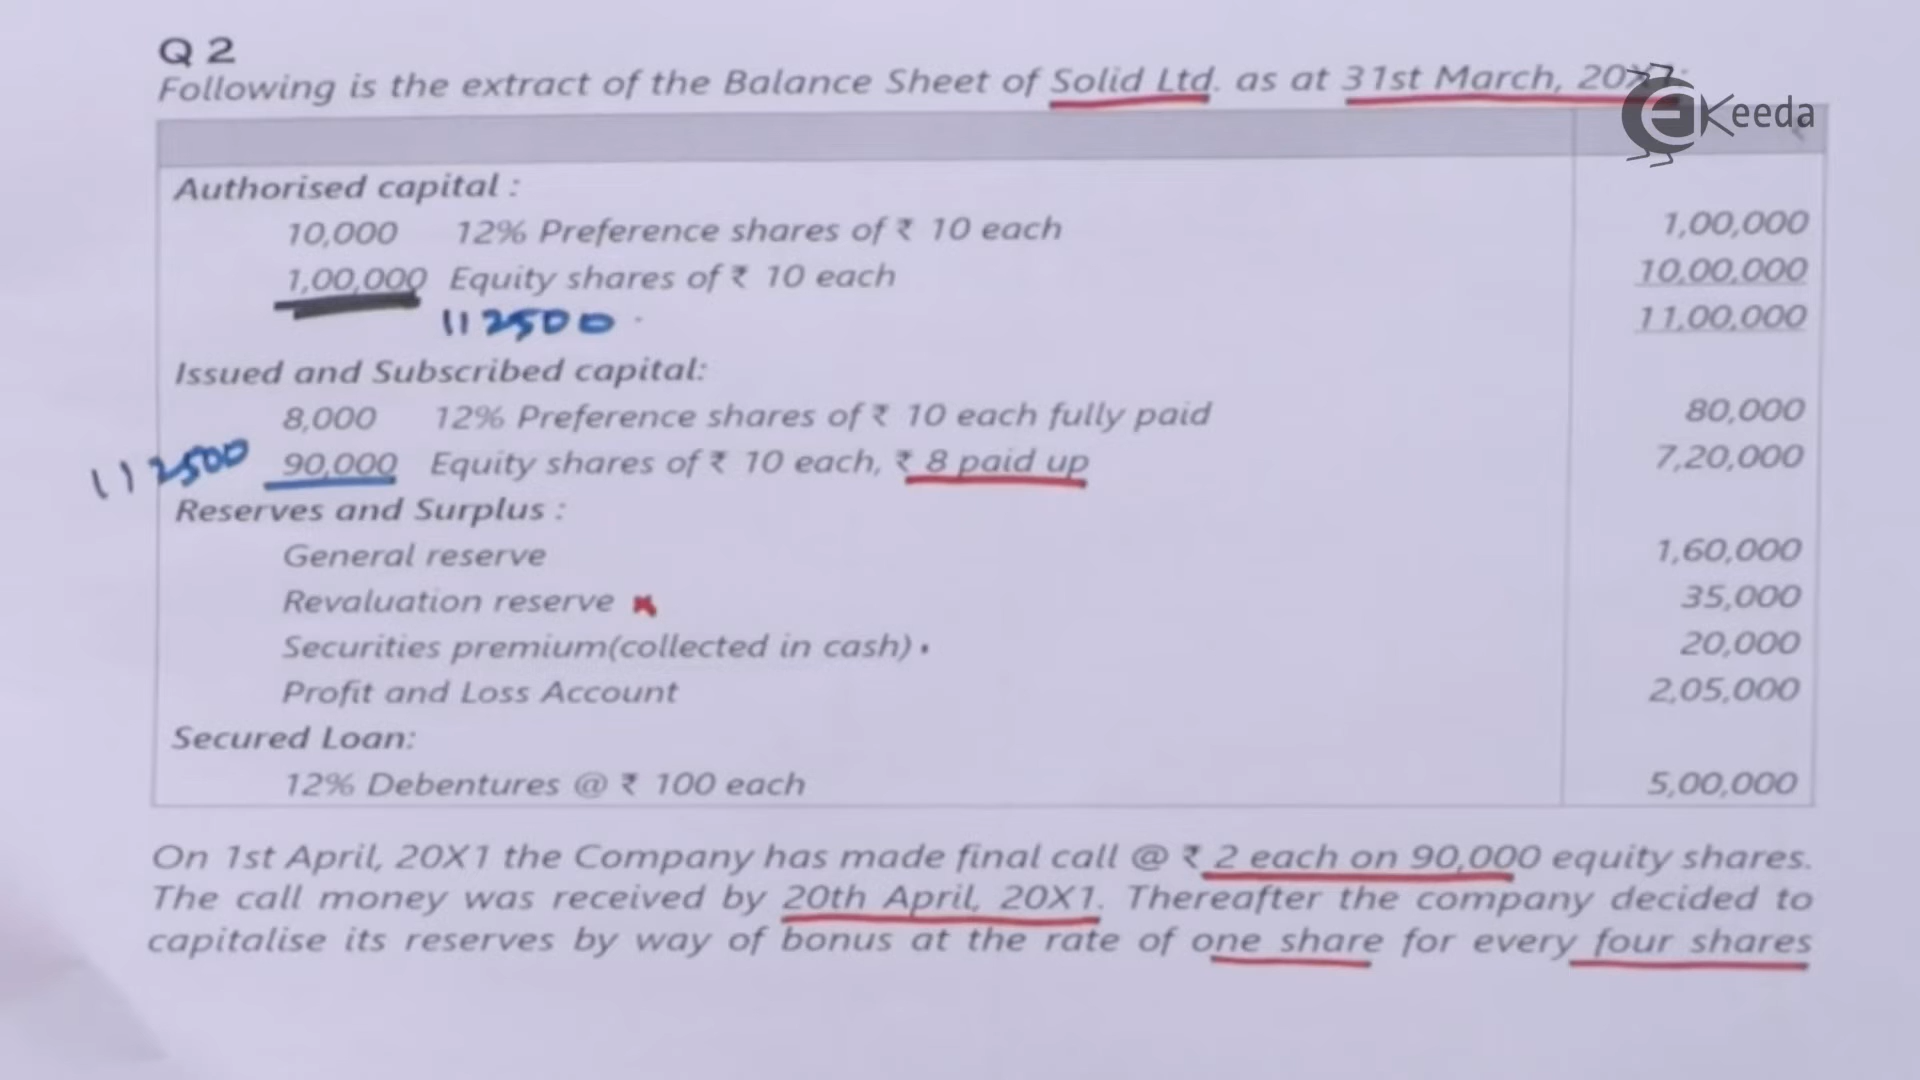 Q 2
Following is the extract of the Balance Sheet of Solid Ltd. as at 31st March, 20X1:
Keeda
Authorised capital :
10,000 12% Preference shares of ₹ 10 each 1,00,000
1,00,000 Equity shares of ₹ 10 each 10,00,000
112500 11,00,000
Issued and Subscribed capital:
8,000 12% Preference shares of ₹ 10 each fully paid 80,000
112500 90,000 Equity shares of ₹ 10 each, ₹ 8 paid up 7,20,000
Reserves and Surplus :
General reserve 1,60,000
Revaluation reserve 35,000
Securities premium(collected in cash) 20,000
Profit and Loss Account 2,05,000
Secured Loan:
12% Debentures @ ₹ 100 each 5,00,000
On 1st April, 20X1 the Company has made final call @ ₹ 2 each on 90,000 equity shares.
The call money was received by 20th April, 20X1. Thereafter the company decided to
capitalise its reserves by way of bonus at the rate of one share for every four shares